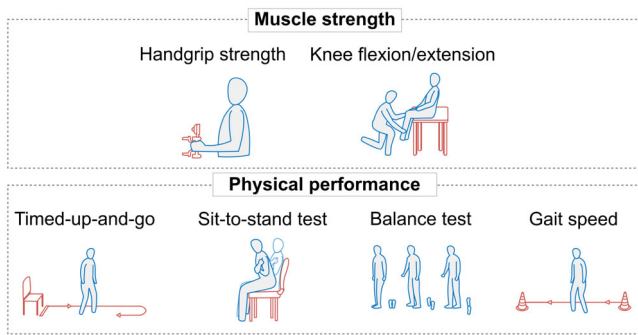 Muscle strength
Handgrip strength
Knee flexion/extension
Physical performance
Timed-up-and-go
Sit-to-stand test
Balance test
Gait speed